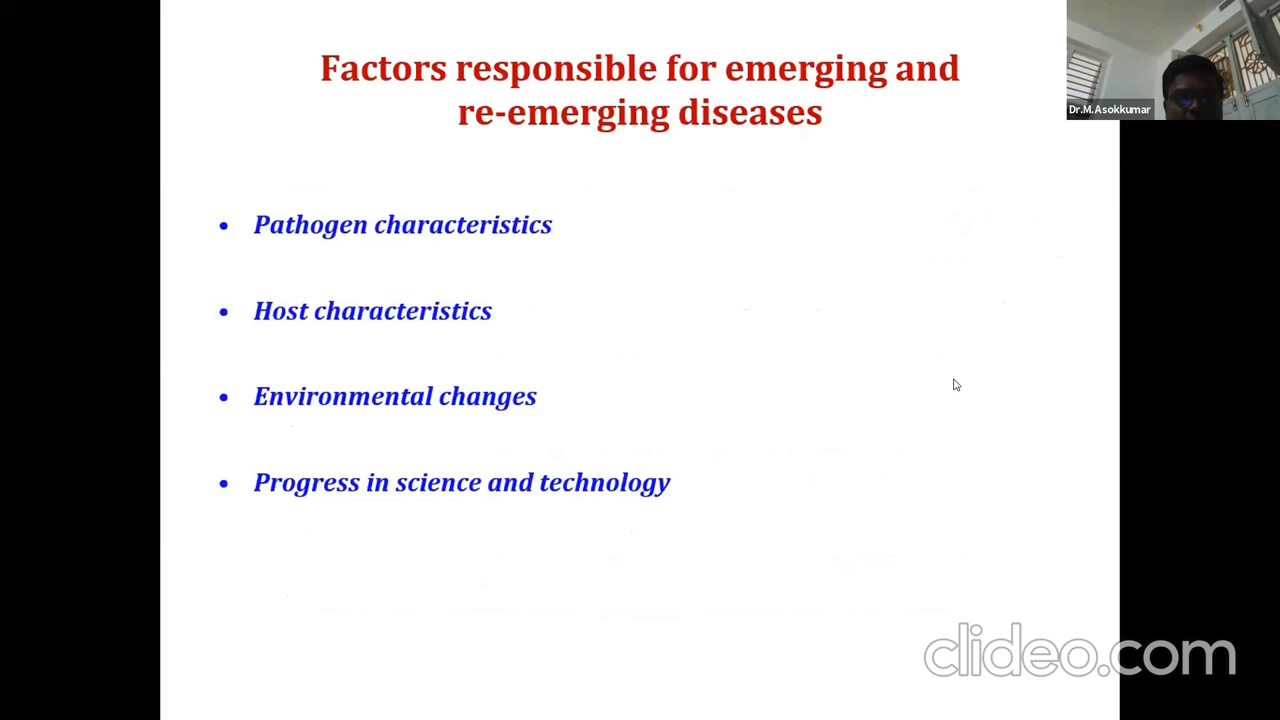 Factors responsible for emerging and
re-emerging diseases
Dr.M.Asokkumar
• Pathogen characteristics
• Host characteristics
• Environmental changes
• Progress in science and technology
clideo.com